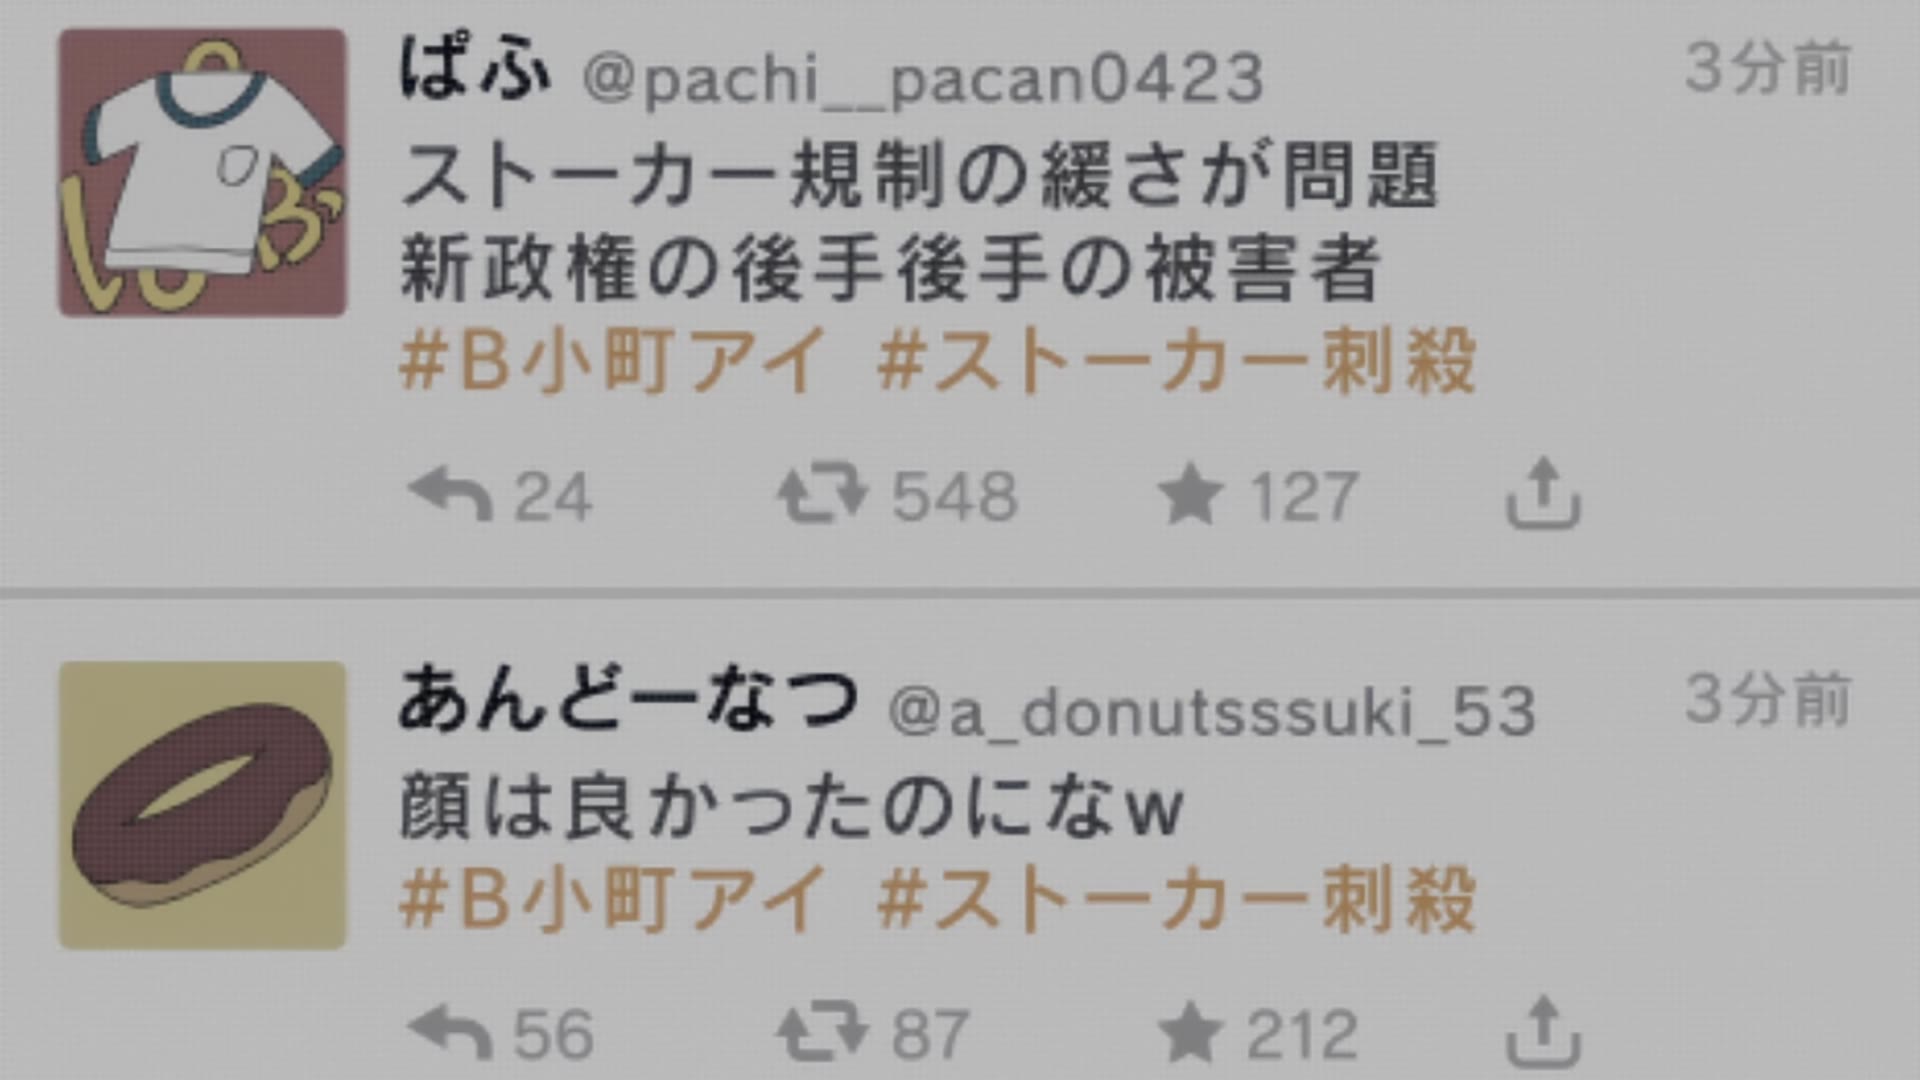 ぱふ @pachi__pacan0423 3分前
ストーカー規制の緩さが問題
新政権の後手後手の被害者
#B小町アイ #ストーカー刺殺
24 548 127
あんどーなつ @a_donutsssuki_53 3分前
顔は良かったのになw
#B小町アイ #ストーカー刺殺
56 87 212